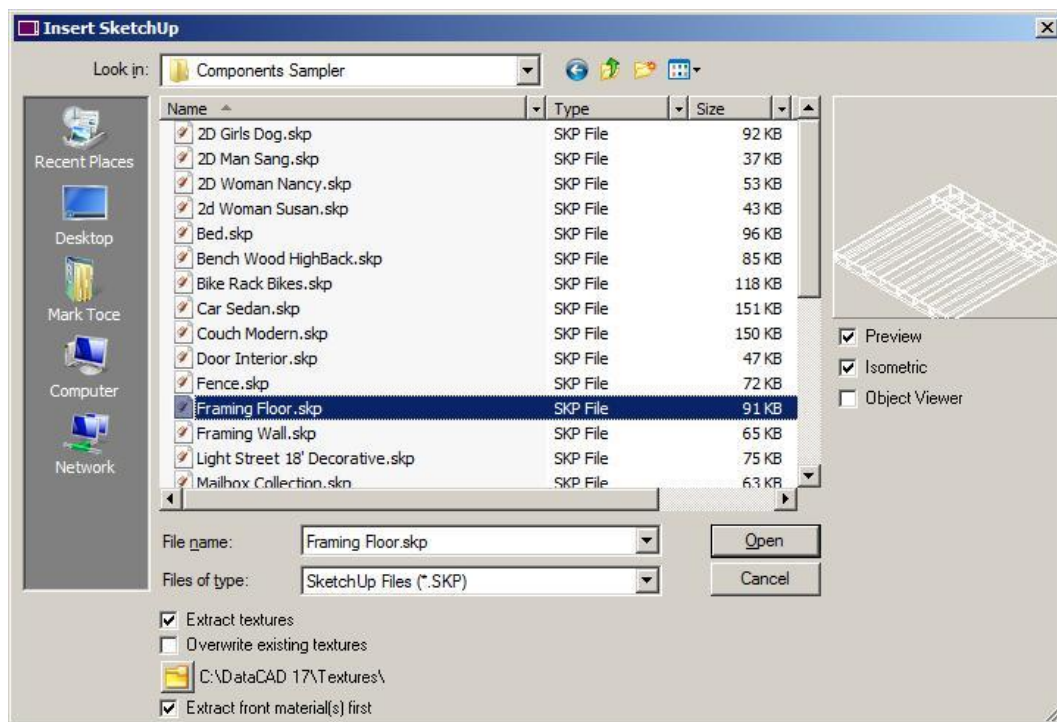 Insert SketchUp
Look in: Components Sampler
Name Type Size
2D Girls Dog.skp SKP File 92 KB
2D Man Sang.skp SKP File 37 KB
2D Woman Nancy.skp SKP File 53 KB
2d Woman Susan.skp SKP File 43 KB
Bed.skp SKP File 96 KB
Bench Wood HighBack.skp SKP File 85 KB
Bike Rack Bikes.skp SKP File 118 KB
Car Sedan.skp SKP File 151 KB
Couch Modern.skp SKP File 150 KB
Door Interior.skp SKP File 47 KB
Fence.skp SKP File 72 KB
Framing Floor.skp SKP File 91 KB
Framing Wall.skp SKP File 65 KB
Light Street 18' Decorative.skp SKP File 75 KB
Mailbox Collection.skp SKP File 63 KB
Recent Places
Desktop
Mark Toce
Computer
Network
Preview
Isometric
Object Viewer
File name: Framing Floor.skp Open
Files of type: SketchUp Files (*.SKP) Cancel
Extract textures
Overwrite existing textures
C:\DataCAD 17\Textures\
Extract front material(s) first